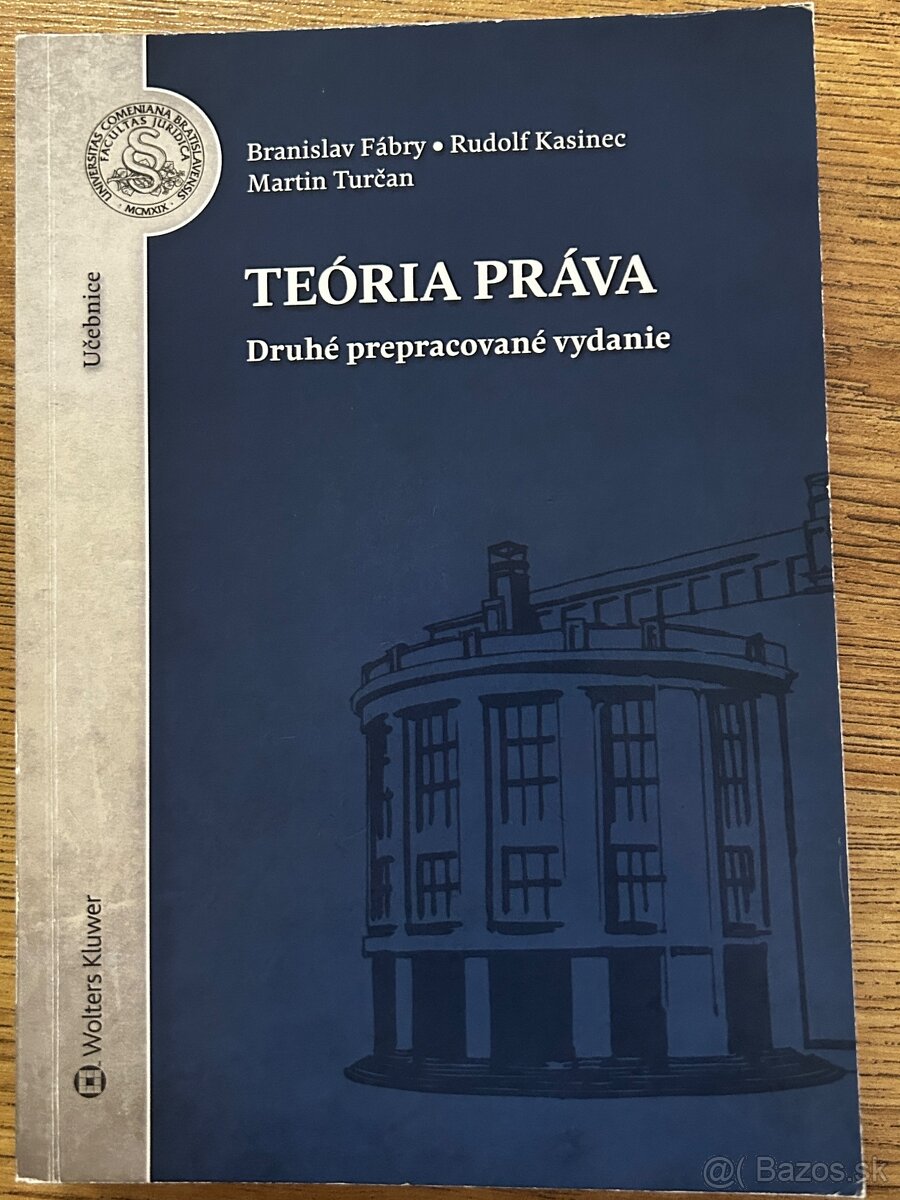 Branislav Fábry • Rudolf Kasinec
Martin Turčan
TEÓRIA PRÁVA
Druhé prepracované vydanie
UNIVERSITAS COMENIANA BRATISLAVENSIS
FACULTAS IURIDICA
MCMXIX
Učebnice
Wolters Kluwer
@( Bazos.sk